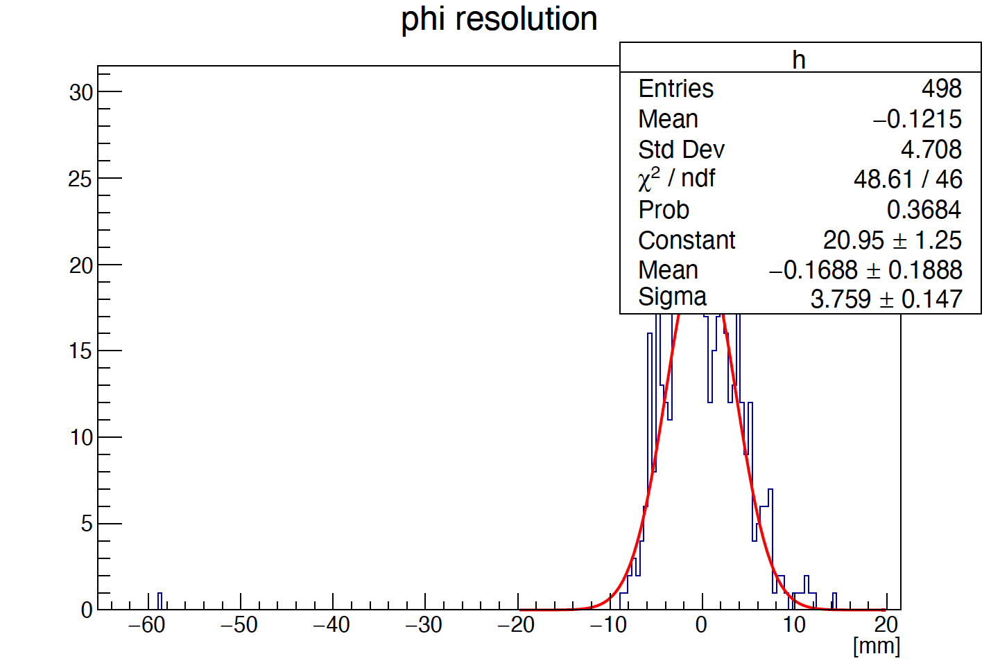 phi resolution
h
Entries 498
Mean −0.1215
Std Dev 4.708
χ² / ndf 48.61 / 46
Prob 0.3684
Constant 20.95 ± 1.25
Mean −0.1688 ± 0.1888
Sigma 3.759 ± 0.147
30
25
20
15
10
5
0
−60 −50 −40 −30 −20 −10 0 10 20
[mm]